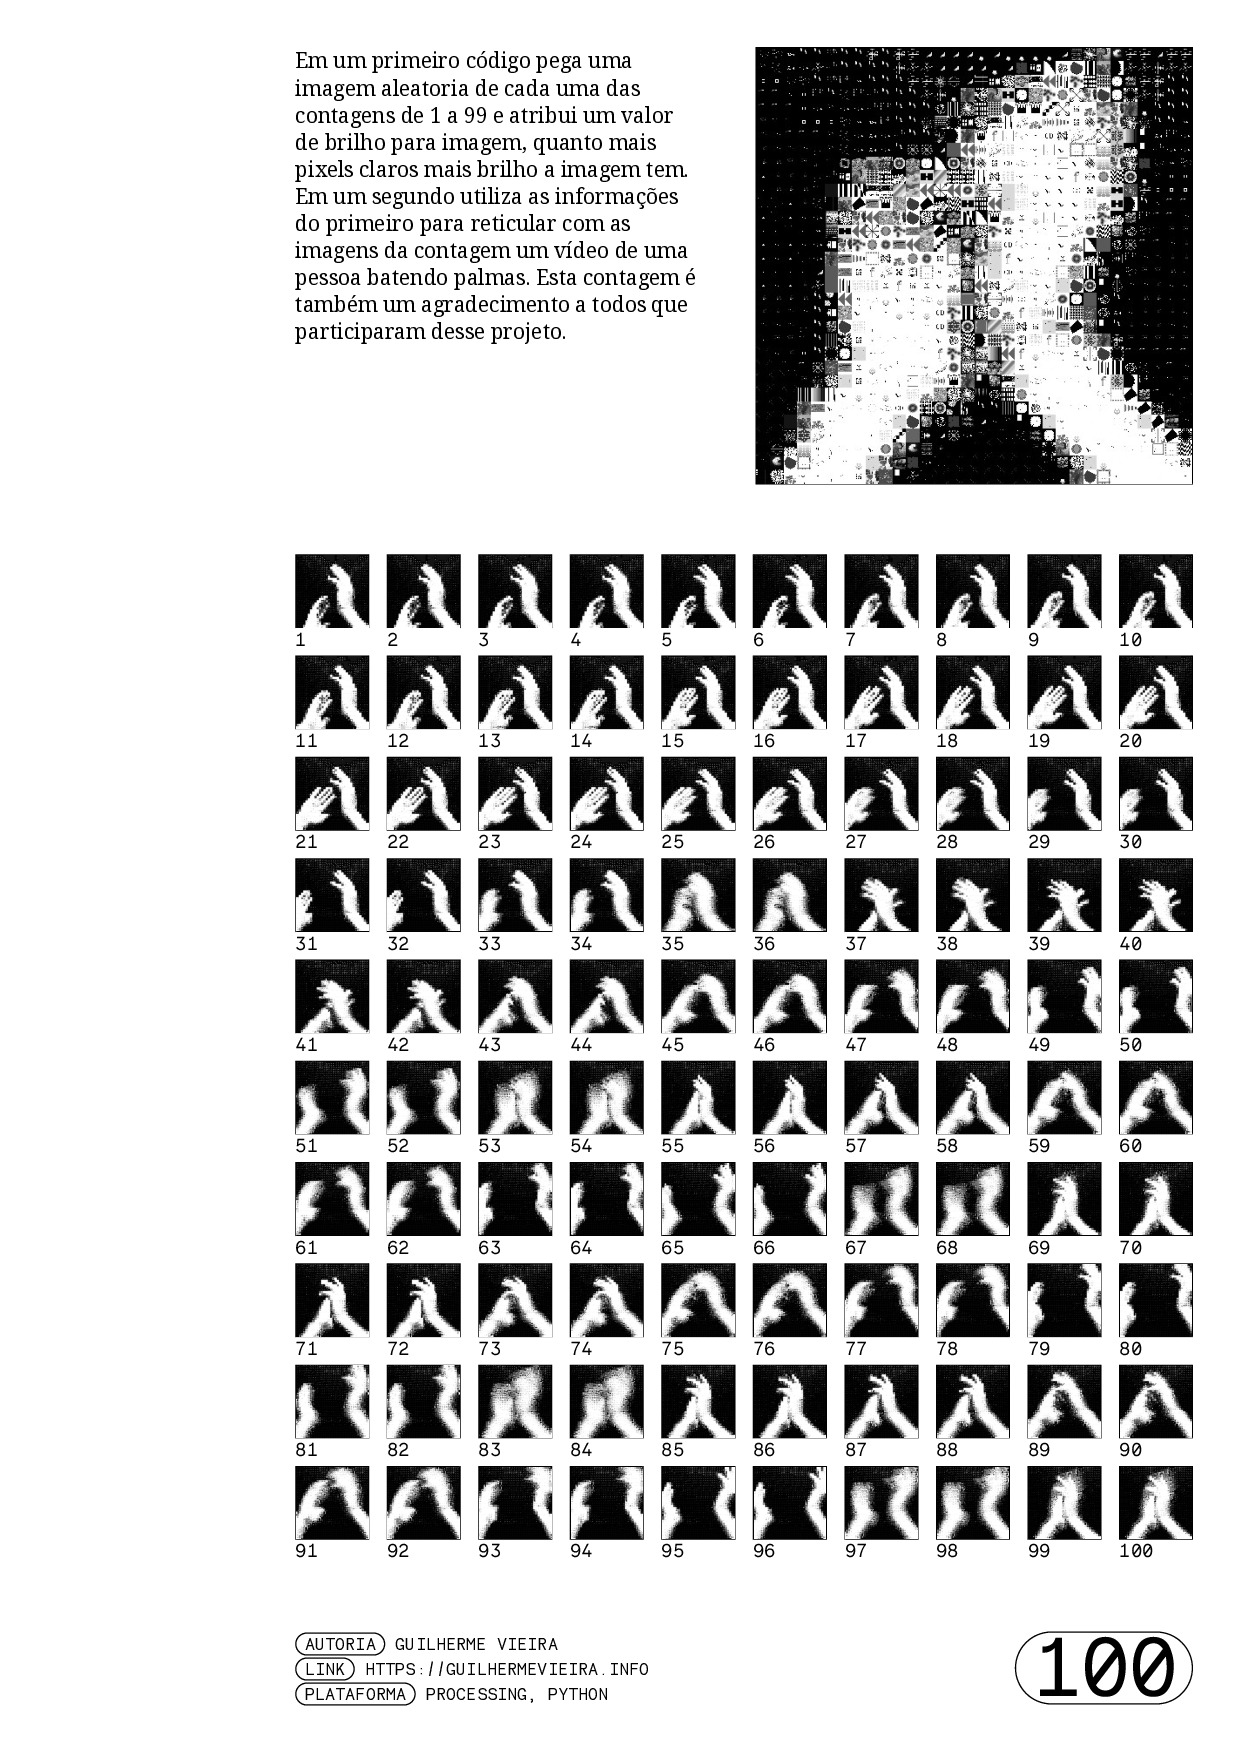 Em um primeiro código pega uma
imagem aleatoria de cada uma das
contagens de 1 a 99 e atribui um valor
de brilho para imagem, quanto mais
pixels claros mais brilho a imagem tem.
Em um segundo utiliza as informações
do primeiro para reticular com as
imagens da contagem um vídeo de uma
pessoa batendo palmas. Esta contagem é
também um agradecimento a todos que
participaram desse projeto.
1 2 3 4 5 6 7 8 9 10
11 12 13 14 15 16 17 18 19 20
21 22 23 24 25 26 27 28 29 30
31 32 33 34 35 36 37 38 39 40
41 42 43 44 45 46 47 48 49 50
51 52 53 54 55 56 57 58 59 60
61 62 63 64 65 66 67 68 69 70
71 72 73 74 75 76 77 78 79 80
81 82 83 84 85 86 87 88 89 90
91 92 93 94 95 96 97 98 99 100
AUTORIA GUILHERME VIEIRA
LINK HTTPS://GUILHERMEVIEIRA.INFO
PLATAFORMA PROCESSING, PYTHON
100